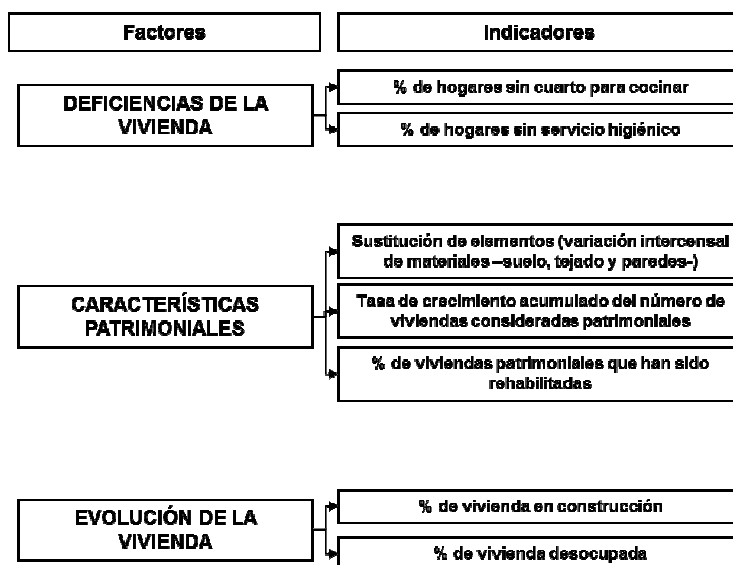 Factores
Indicadores
DEFICIENCIAS DE LA
VIVIENDA
% de hogares sin cuarto para cocinar
% de hogares sin servicio higiénico
CARACTERÍSTICAS
PATRIMONIALES
Sustitución de elementos (variación intercensal
de materiales –suelo, tejado y paredes-)
Tasa de crecimiento acumulado del número de
viviendas consideradas patrimoniales
% de viviendas patrimoniales que han sido
rehabilitadas
EVOLUCIÓN DE LA
VIVIENDA
% de vivienda en construcción
% de vivienda desocupada